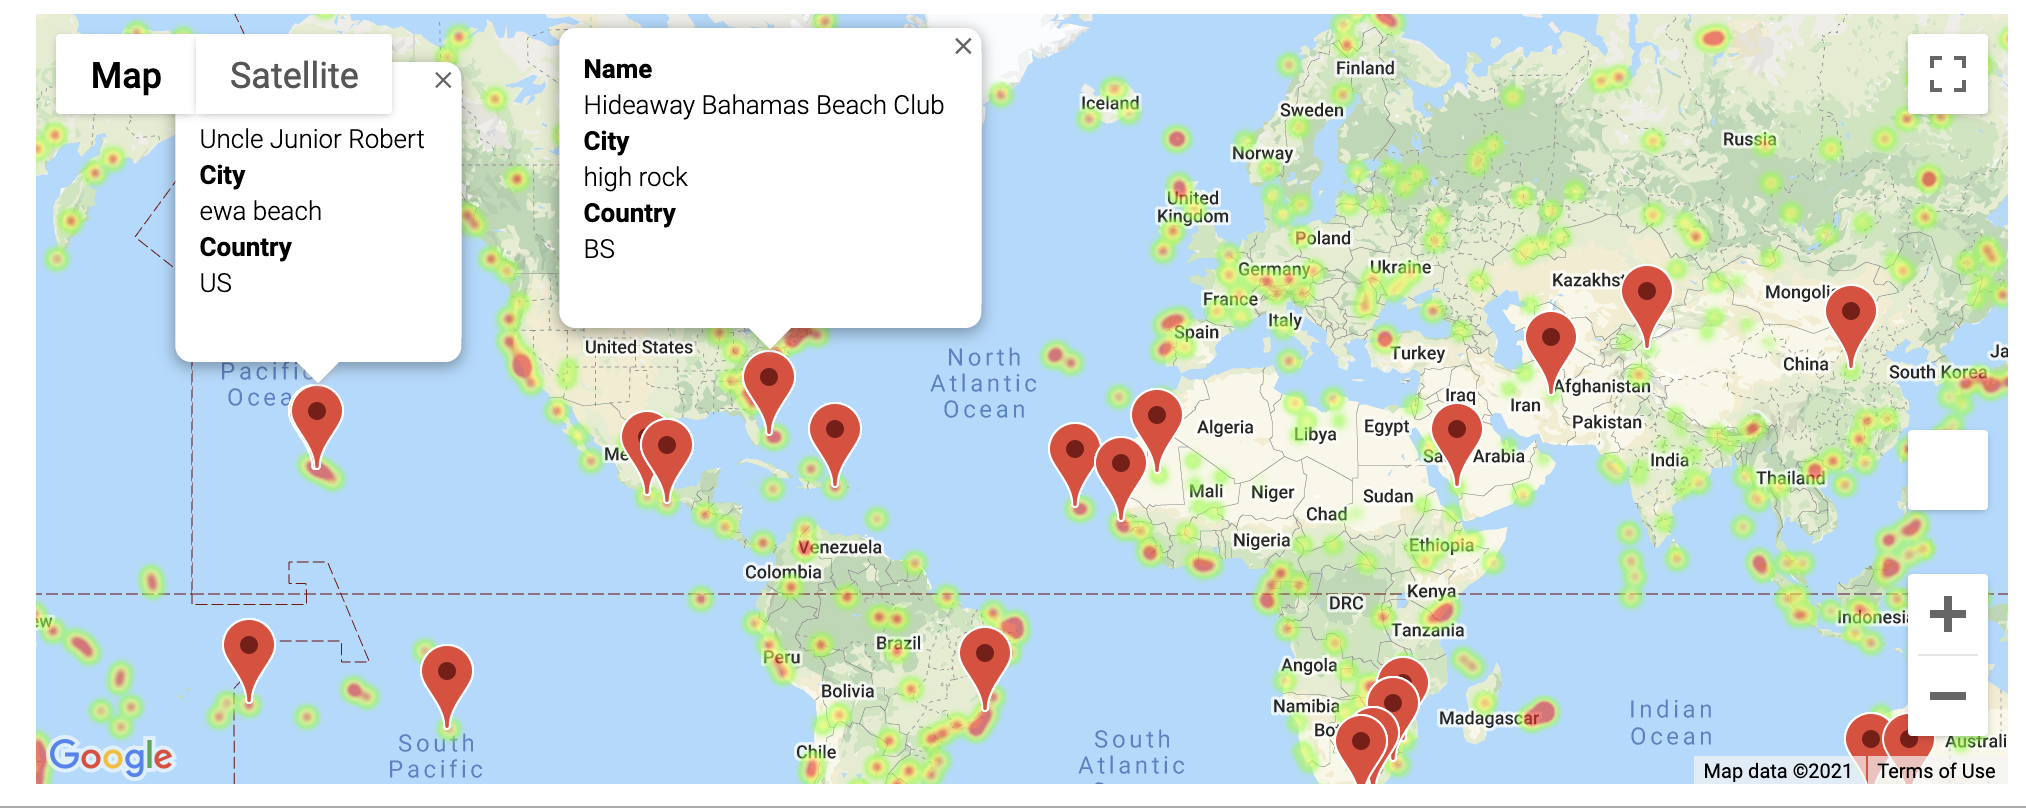 Map
Satellite
Uncle Junior Robert
City
ewa beach
Country
US
Name
Hideaway Bahamas Beach Club
City
high rock
Country
BS
Finland
Iceland
Sweden
Russia
Norway
United
Kingdom
Poland
Germany
Ukraine
France
Kazakhst
Mongolia
Italy
Spain
United States
Turkey
China
South Korea
Ja
North
Atlantic
Ocean
Pacific
Ocea
Afghanistan
Iraq
Iran
Pakistan
Algeria
Libya
Egypt
Sa
Arabia
Me
India
Thailand
Mali
Niger
Sudan
Chad
Nigeria
Ethiopia
Venezuela
Colombia
Kenya
DRC
Tanzania
Indonesi
ew
Brazil
Peru
Bolivia
Angola
Namibia
Bo
Madagascar
Indian
Ocean
South
Pacific
Chile
South
Atlantic
Australi
Google
Map data ©2021
Terms of Use